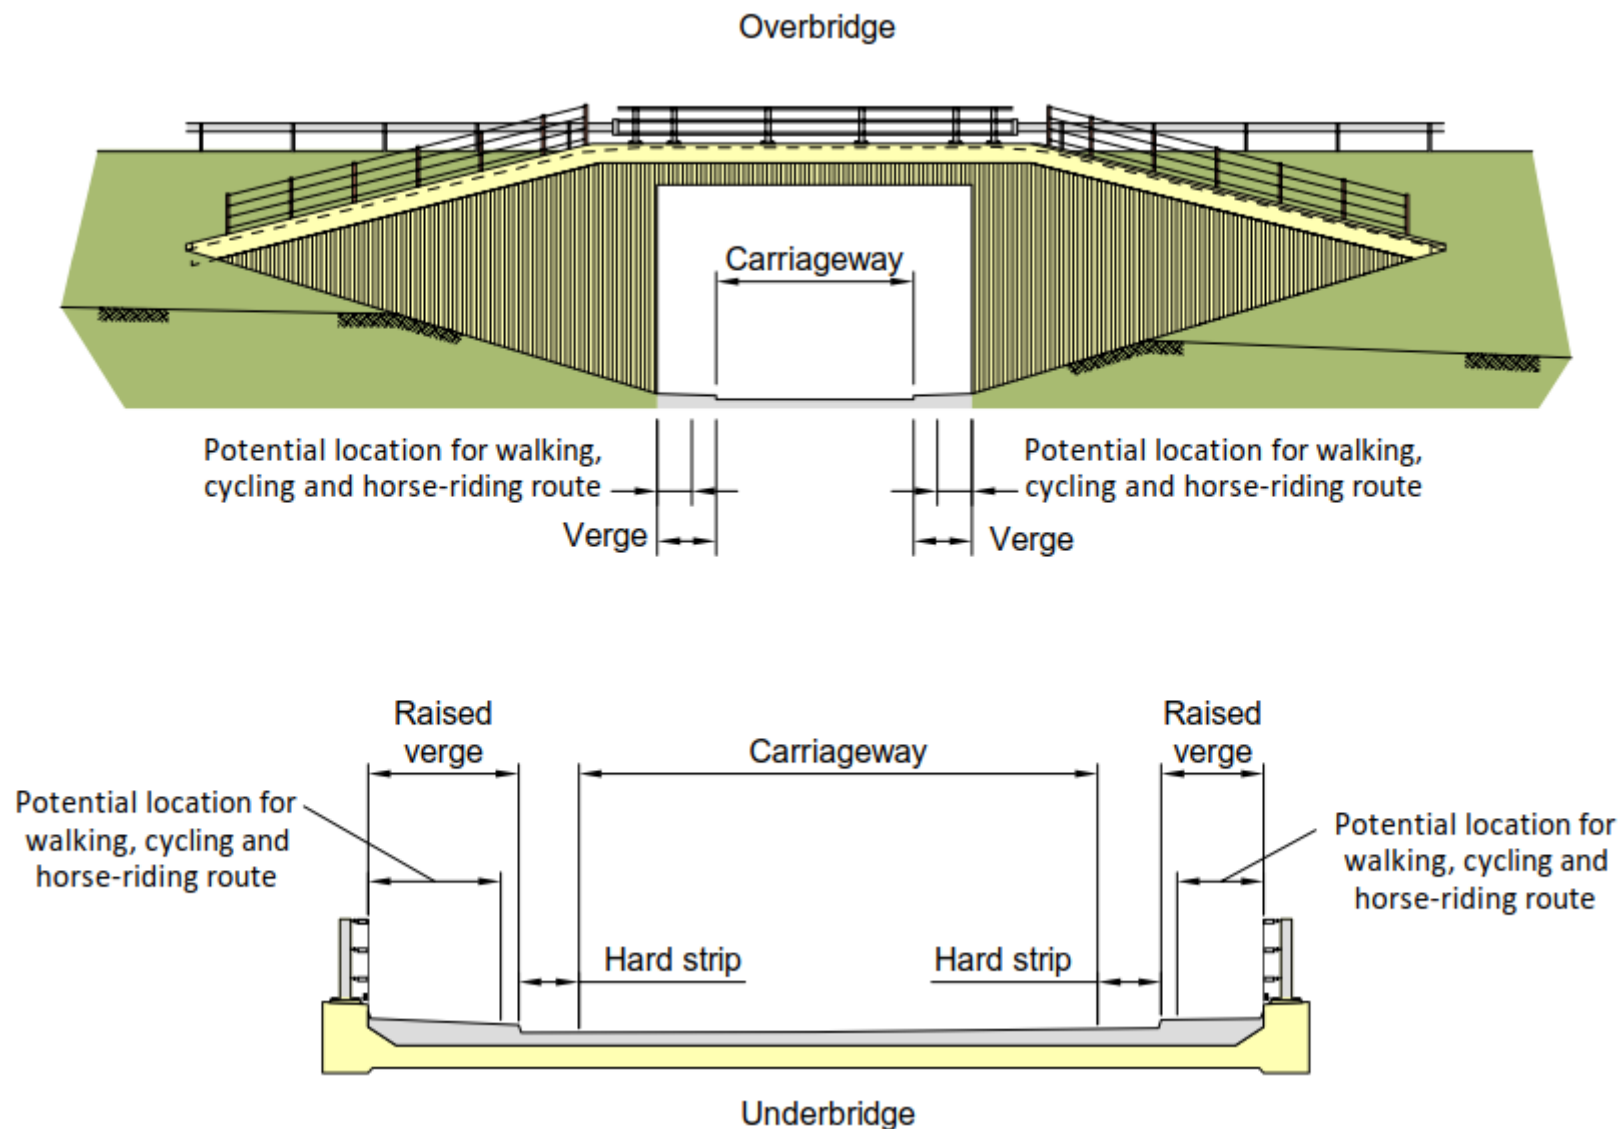 Overbridge
Carriageway
Potential location for walking,
cycling and horse-riding route
Potential location for walking,
cycling and horse-riding route
Verge
Verge
Raised
verge
Carriageway
Raised
verge
Potential location for
walking, cycling and
horse-riding route
Potential location for
walking, cycling and
horse-riding route
Hard strip
Hard strip
Underbridge